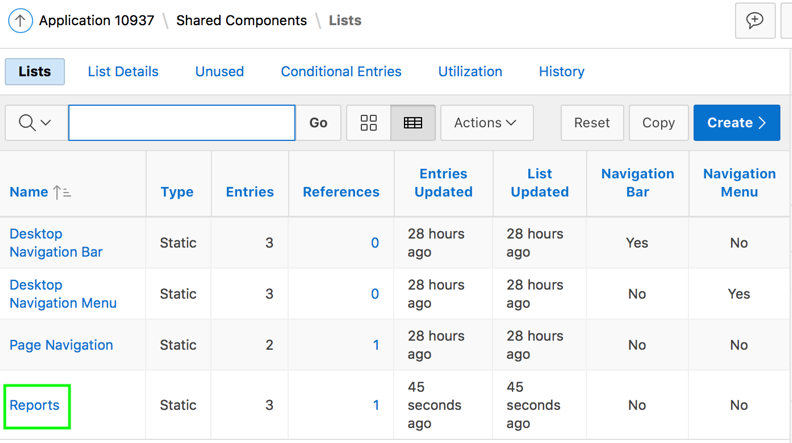 Application 10937 \ Shared Components \ Lists
Lists List Details Unused Conditional Entries Utilization History
Go Actions Reset Copy Create
Name Type Entries References Entries Updated List Updated Navigation Bar Navigation Menu
Desktop Navigation Bar Static 3 0 28 hours ago 28 hours ago Yes No
Desktop Navigation Menu Static 3 0 28 hours ago 28 hours ago No Yes
Page Navigation Static 2 1 28 hours ago 28 hours ago No No
Reports Static 3 1 45 seconds ago 45 seconds ago No No